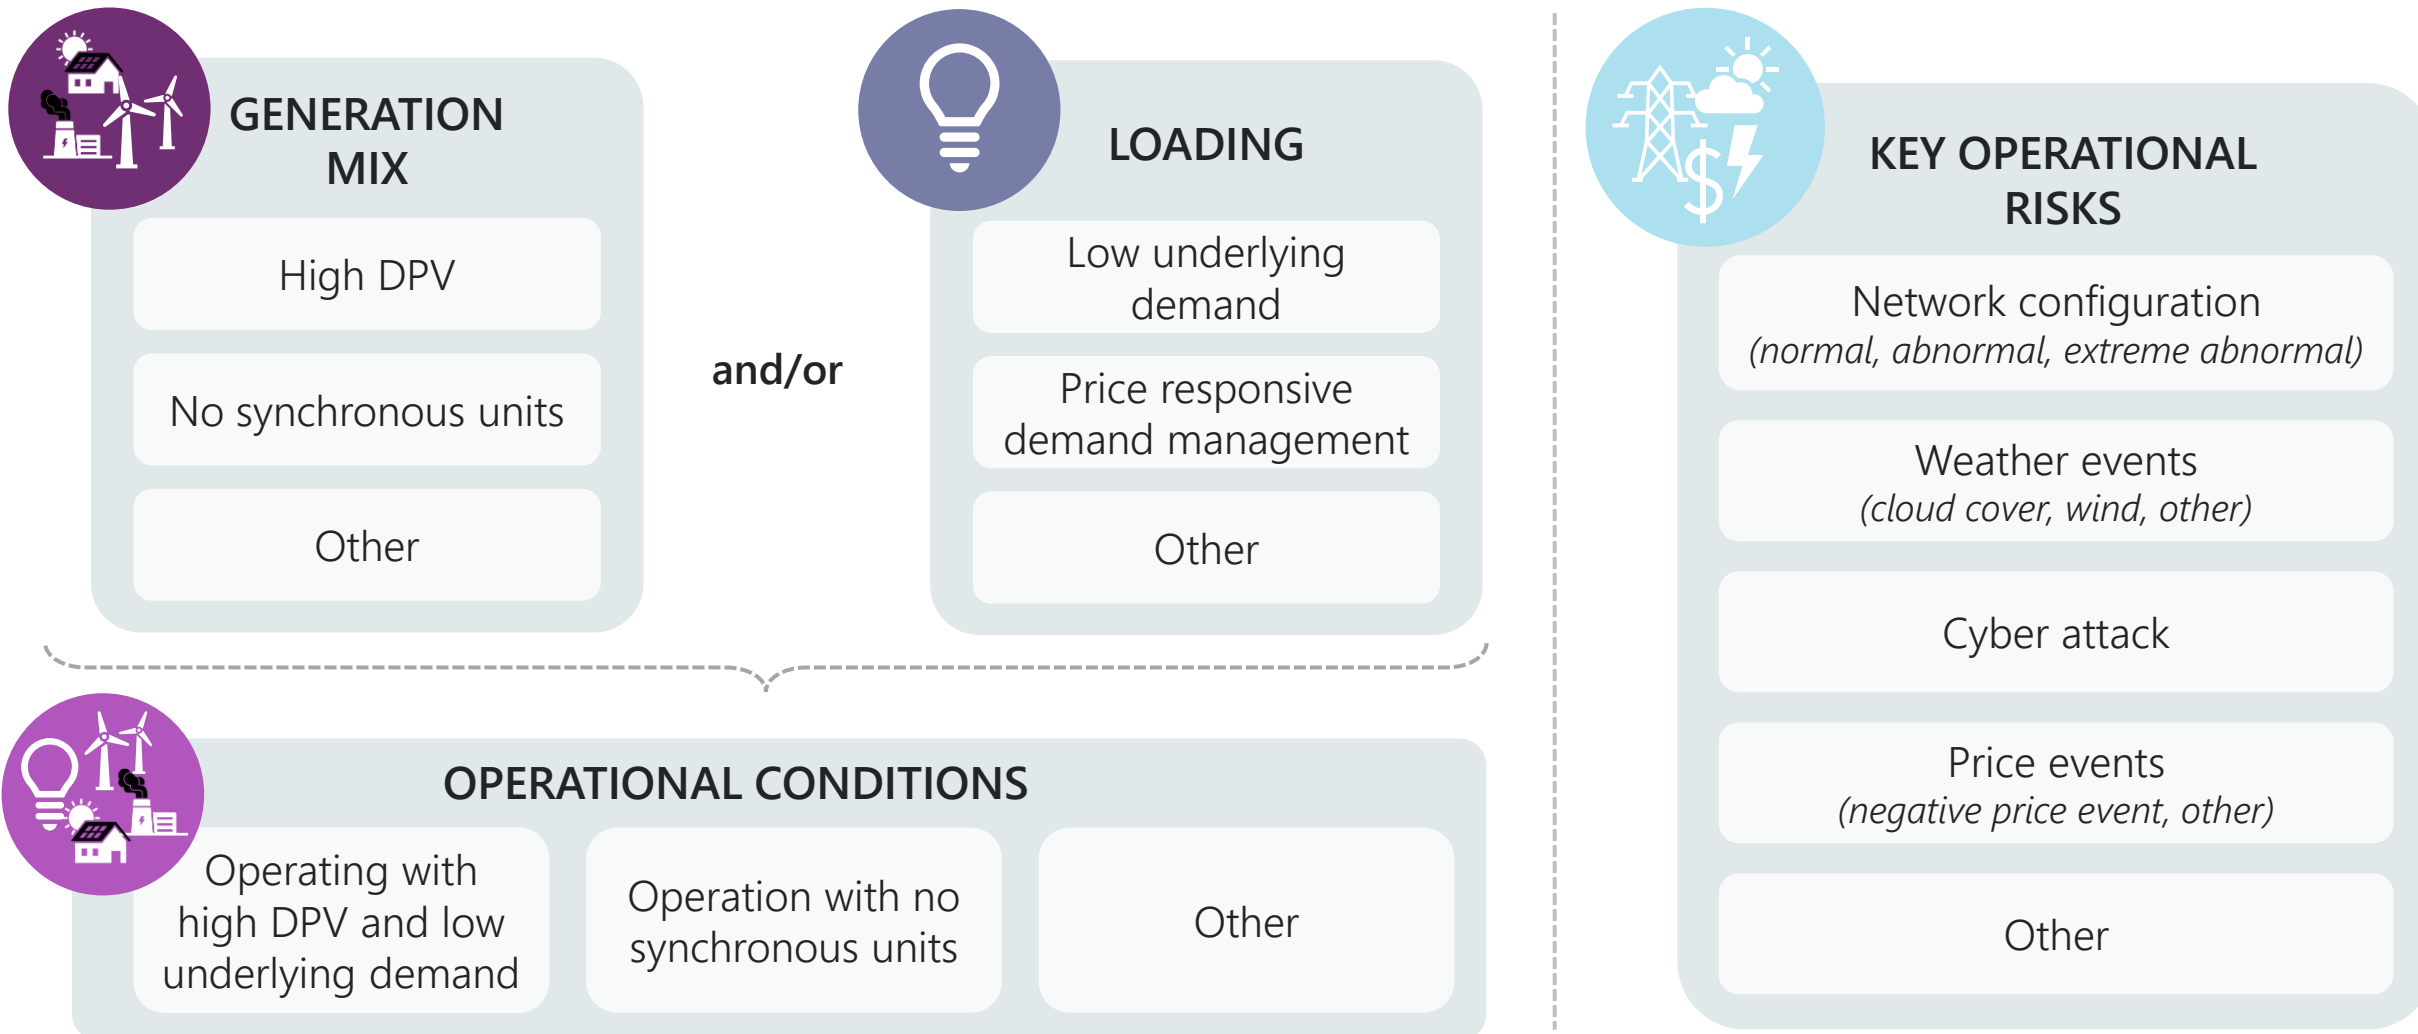 GENERATION
MIX
High DPV
No synchronous units
Other
and/or
LOADING
Low underlying
demand
Price responsive
demand management
Other
OPERATIONAL CONDITIONS
Operating with
high DPV and low
underlying demand
Operation with no
synchronous units
Other
KEY OPERATIONAL
RISKS
Network configuration
(normal, abnormal, extreme abnormal)
Weather events
(cloud cover, wind, other)
Cyber attack
Price events
(negative price event, other)
Other